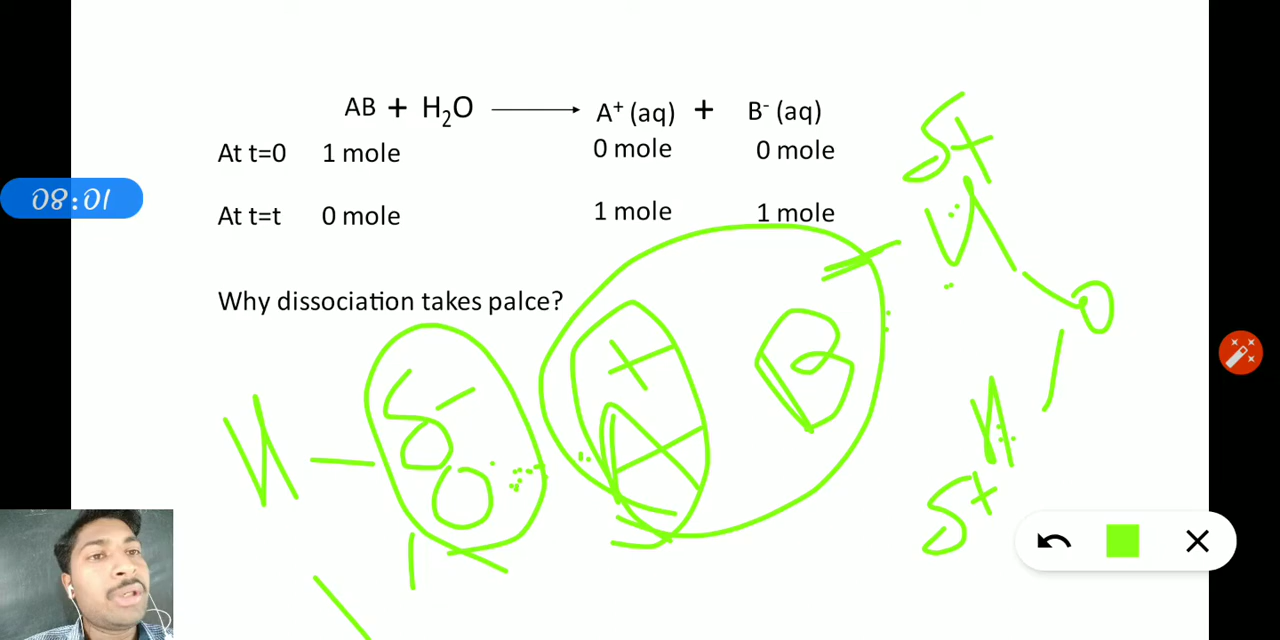 AB + H₂O → A⁺ (aq) + B⁻ (aq)
At t=0 1 mole 0 mole 0 mole
08:01
At t=t 0 mole 1 mole 1 mole
Why dissociation takes palce?
δ+
H
O
H
δ+
+
A
B
δ-
H – O